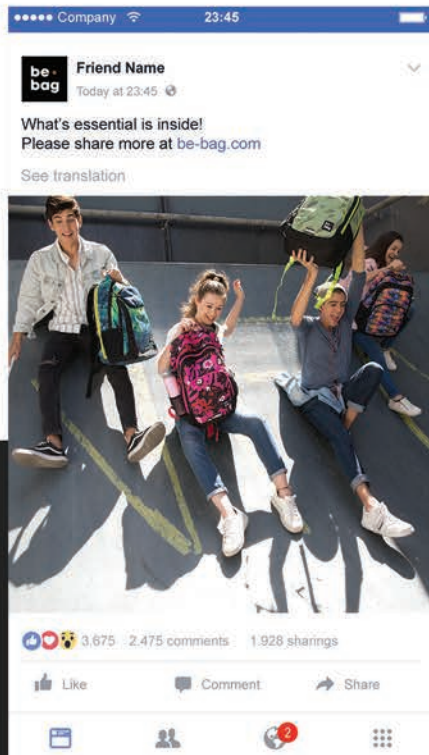 Company 23:45
be
bag
Friend Name
Today at 23:45
What's essential is inside!
Please share more at be-bag.com
See translation
3.675 2.475 comments 1.928 sharings
Like Comment Share
2